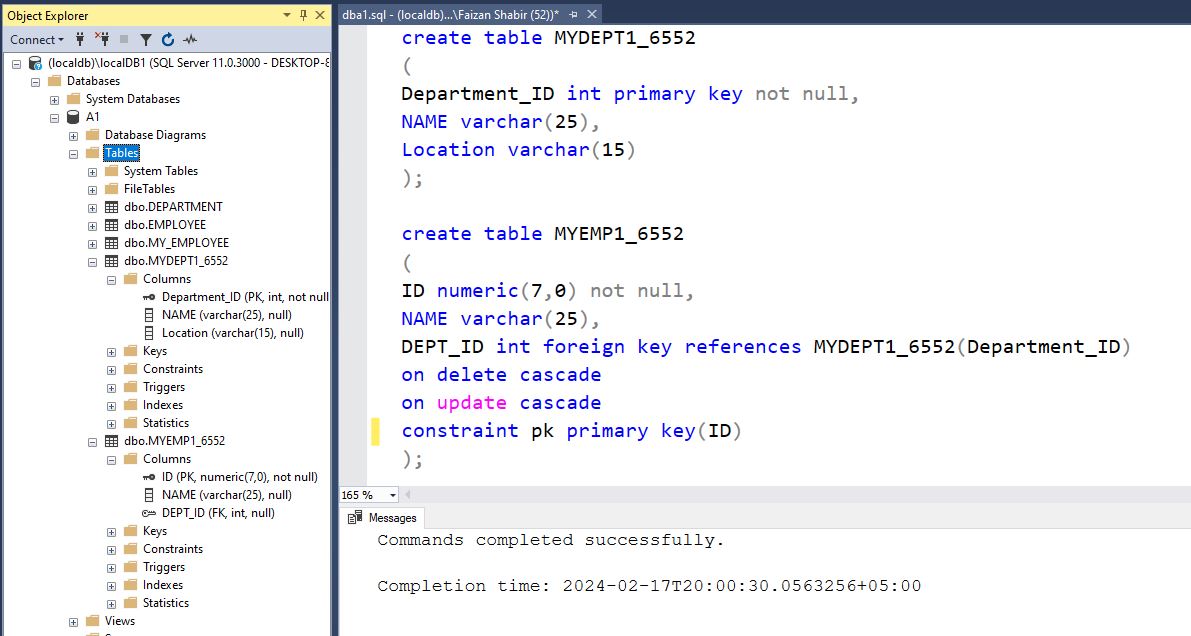 Object Explorer
Connect
(localdb)\localDB1 (SQL Server 11.0.3000 - DESKTOP-8
Databases
System Databases
A1
Database Diagrams
Tables
System Tables
FileTables
dbo.DEPARTMENT
dbo.EMPLOYEE
dbo.MY_EMPLOYEE
dbo.MYDEPT1_6552
Columns
Department_ID (PK, int, not null
NAME (varchar(25), null)
Location (varchar(15), null)
Keys
Constraints
Triggers
Indexes
Statistics
dbo.MYEMP1_6552
Columns
ID (PK, numeric(7,0), not null)
NAME (varchar(25), null)
DEPT_ID (FK, int, null)
Keys
Constraints
Triggers
Indexes
Statistics
Views
dba1.sql - (localdb)...\Faizan Shabir (52))*
create table MYDEPT1_6552
(
Department_ID int primary key not null,
NAME varchar(25),
Location varchar(15)
);
create table MYEMP1_6552
(
ID numeric(7,0) not null,
NAME varchar(25),
DEPT_ID int foreign key references MYDEPT1_6552(Department_ID)
on delete cascade
on update cascade
constraint pk primary key(ID)
);
165 %
Messages
Commands completed successfully.
Completion time: 2024-02-17T20:00:30.0563256+05:00